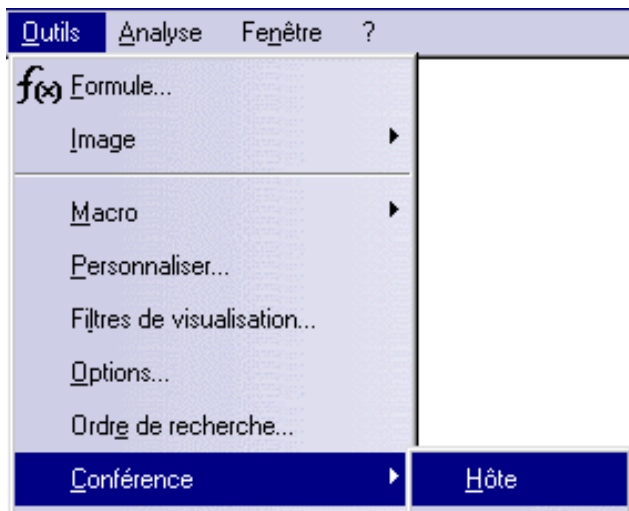 Outils Analyse Fenêtre ?
f(x) Formule...
Image
Macro
Personnaliser...
Filtres de visualisation...
Options...
Ordre de recherche...
Conférence Hôte